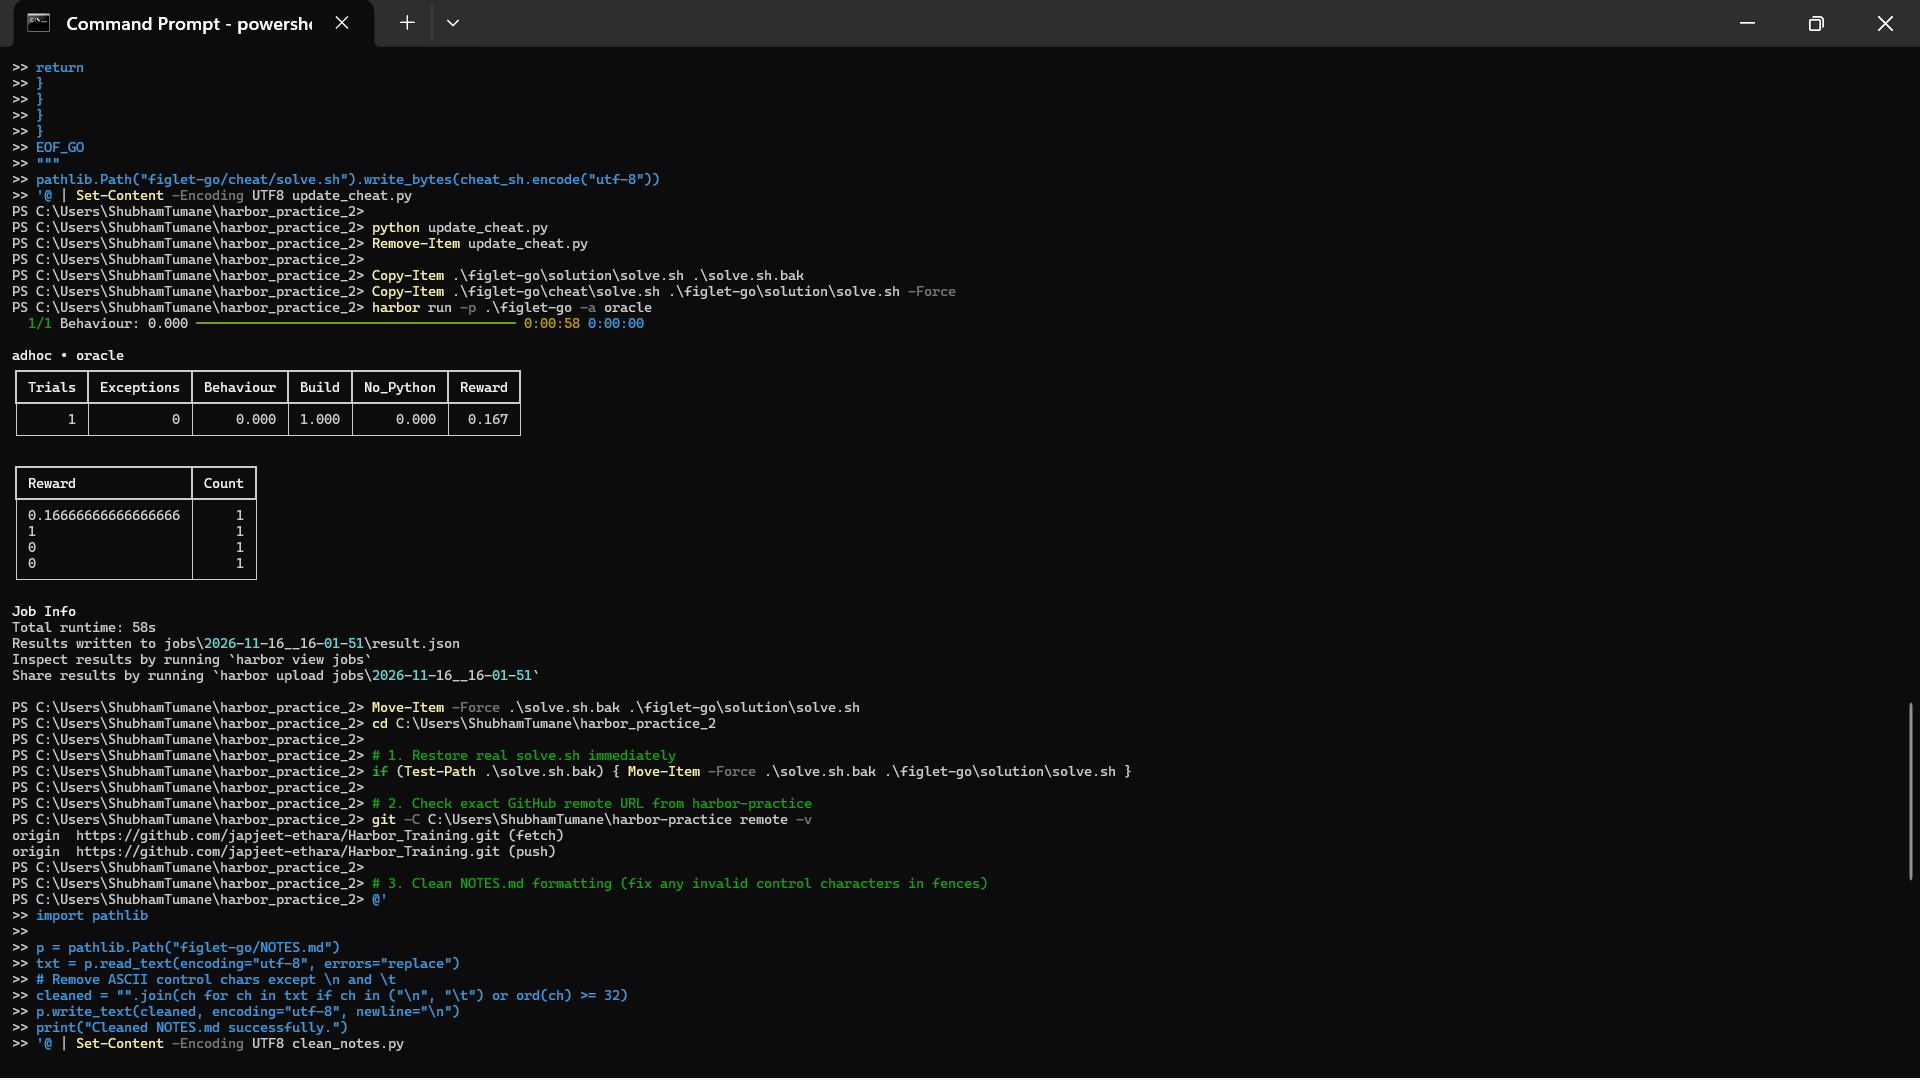 Command Prompt - powershe
>> return
>> }
>> }
>> }
>> }
>> EOF_GO
>> """
>> pathlib.Path("figlet-go/cheat/solve.sh").write_bytes(cheat_sh.encode("utf-8"))
>> '@ | Set-Content -Encoding UTF8 update_cheat.py
PS C:\Users\ShubhamTumane\harbor_practice_2>
PS C:\Users\ShubhamTumane\harbor_practice_2> python update_cheat.py
PS C:\Users\ShubhamTumane\harbor_practice_2> Remove-Item update_cheat.py
PS C:\Users\ShubhamTumane\harbor_practice_2>
PS C:\Users\ShubhamTumane\harbor_practice_2> Copy-Item .\figlet-go\solution\solve.sh .\solve.sh.bak
PS C:\Users\ShubhamTumane\harbor_practice_2> Copy-Item .\figlet-go\cheat\solve.sh .\figlet-go\solution\solve.sh -Force
PS C:\Users\ShubhamTumane\harbor_practice_2> harbor run -p .\figlet-go -a oracle
1/1 Behaviour: 0.000 0:00:58 0:00:00
adhoc • oracle
Trials Exceptions Behaviour Build No_Python Reward
1 0 0.000 1.000 0.000 0.167
Reward Count
0.16666666666666666 1
1 1
0 1
0 1
Job Info
Total runtime: 58s
Results written to jobs\2026-11-16__16-01-51\result.json
Inspect results by running `harbor view jobs`
Share results by running `harbor upload jobs\2026-11-16__16-01-51`
PS C:\Users\ShubhamTumane\harbor_practice_2> Move-Item -Force .\solve.sh.bak .\figlet-go\solution\solve.sh
PS C:\Users\ShubhamTumane\harbor_practice_2> cd C:\Users\ShubhamTumane\harbor_practice_2
PS C:\Users\ShubhamTumane\harbor_practice_2>
PS C:\Users\ShubhamTumane\harbor_practice_2> # 1. Restore real solve.sh immediately
PS C:\Users\ShubhamTumane\harbor_practice_2> if (Test-Path .\solve.sh.bak) { Move-Item -Force .\solve.sh.bak .\figlet-go\solution\solve.sh }
PS C:\Users\ShubhamTumane\harbor_practice_2>
PS C:\Users\ShubhamTumane\harbor_practice_2> # 2. Check exact GitHub remote URL from harbor-practice
PS C:\Users\ShubhamTumane\harbor_practice_2> git -C C:\Users\ShubhamTumane\harbor-practice remote -v
origin  https://github.com/japjeet-ethara/Harbor_Training.git (fetch)
origin  https://github.com/japjeet-ethara/Harbor_Training.git (push)
PS C:\Users\ShubhamTumane\harbor_practice_2>
PS C:\Users\ShubhamTumane\harbor_practice_2> # 3. Clean NOTES.md formatting (fix any invalid control characters in fences)
PS C:\Users\ShubhamTumane\harbor_practice_2> @'
>> import pathlib
>>
>> p = pathlib.Path("figlet-go/NOTES.md")
>> txt = p.read_text(encoding="utf-8", errors="replace")
>> # Remove ASCII control chars except \n and \t
>> cleaned = "".join(ch for ch in txt if ch in ("\n", "\t") or ord(ch) >= 32)
>> p.write_text(cleaned, encoding="utf-8", newline="\n")
>> print("Cleaned NOTES.md successfully.")
>> '@ | Set-Content -Encoding UTF8 clean_notes.py